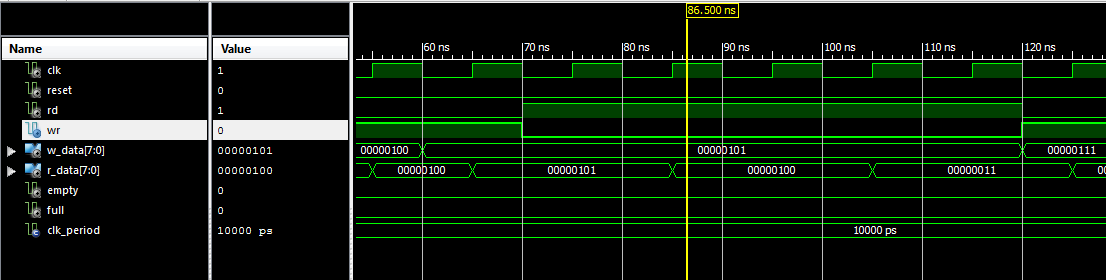 86.500 ns
Name Value
60 ns 70 ns 80 ns 90 ns 100 ns 110 ns 120 ns
clk 1
reset 0
rd 1
wr 0
w_data[7:0] 00000101 00000100 00000101 00000111
r_data[7:0] 00000100 00000100 00000101 00000100 00000011 00
empty 0
full 0
clk_period 10000 ps 10000 ps